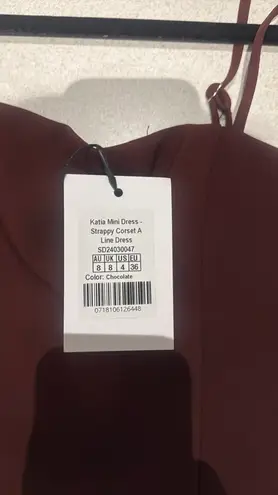 Katia Mini Dress -
Strappy Corset A
Line Dress
SD24030047
AU UK US EU
8 8 4 36
Color: Chocolate
0718106126448